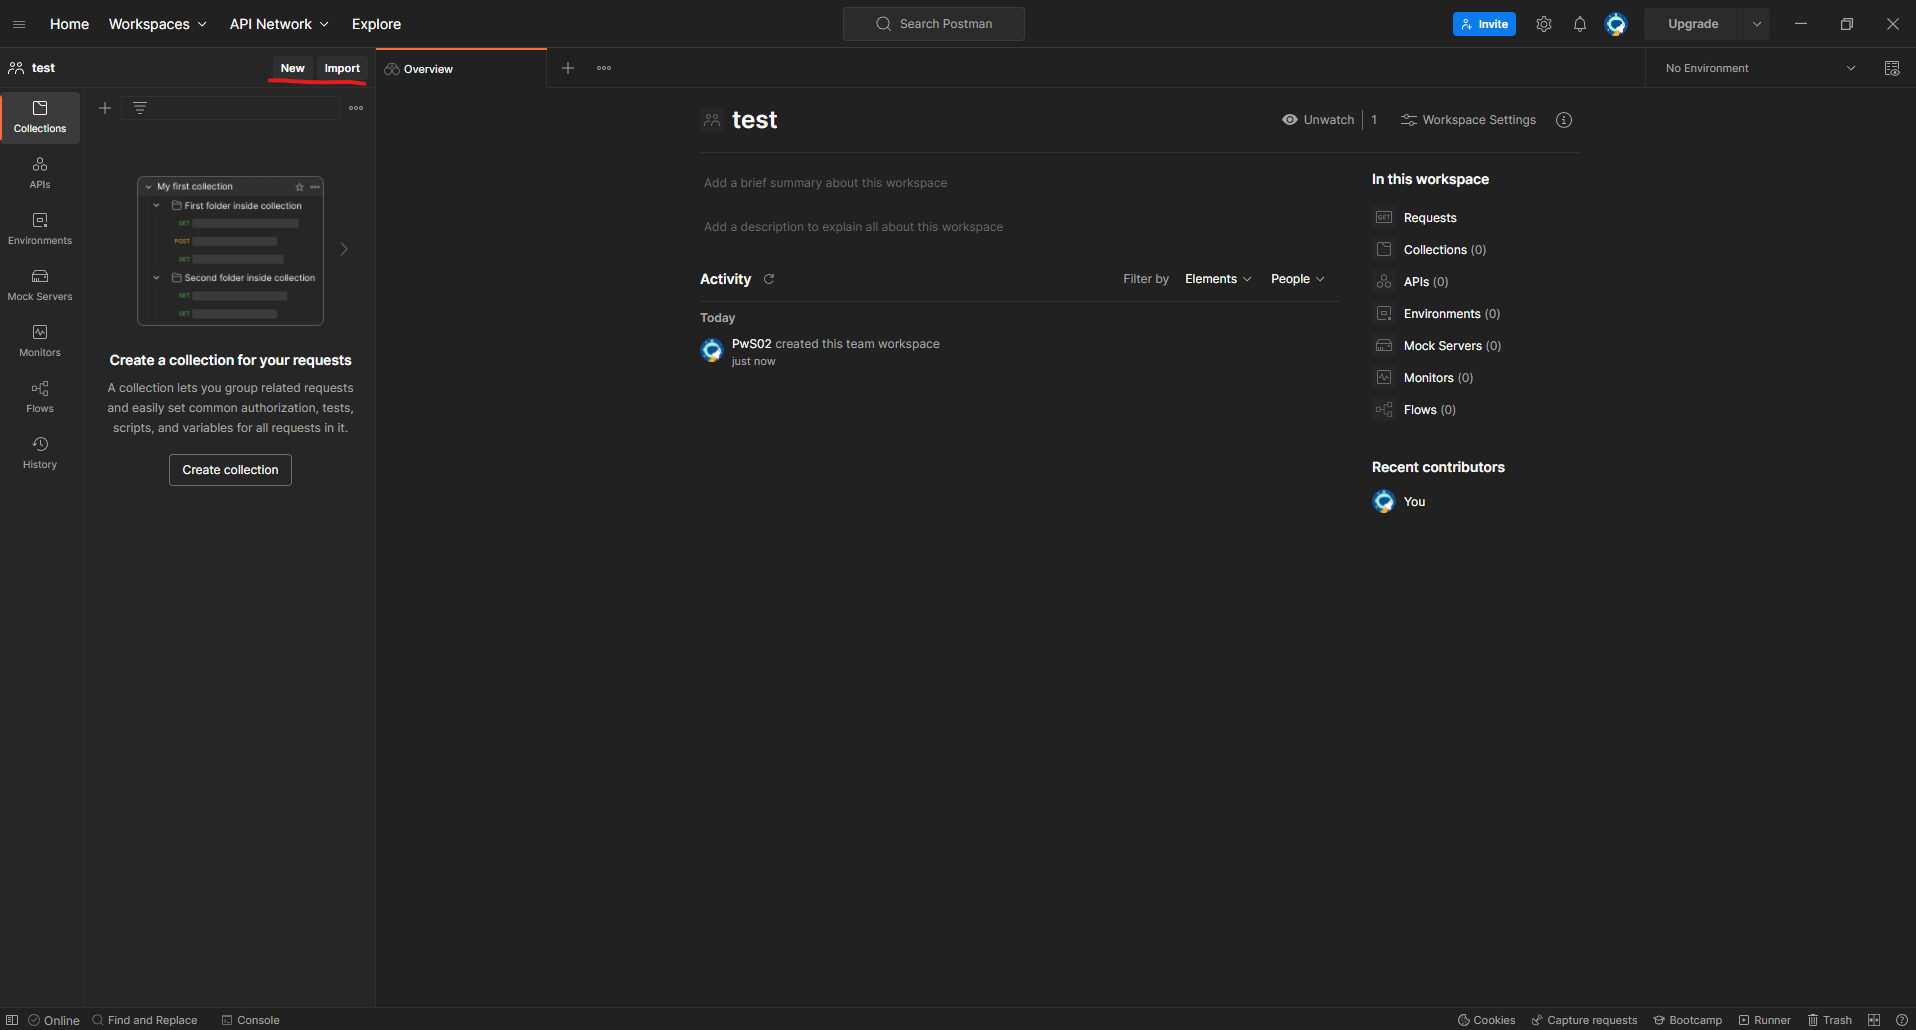 Home Workspaces API Network Explore Search Postman Invite Upgrade
test New Import Overview No Environment
Collections
APIs
Environments
Mock Servers
Monitors
Flows
History
My first collection
First folder inside collection
GET
POST
GET
Second folder inside collection
GET
GET
Create a collection for your requests
A collection lets you group related requests
and easily set common authorization, tests,
scripts, and variables for all requests in it.
Create collection
test Unwatch 1 Workspace Settings
Add a brief summary about this workspace
Add a description to explain all about this workspace
Activity Filter by Elements People
Today
PwS02 created this team workspace
just now
In this workspace
GET Requests
Collections (0)
APIs (0)
Environments (0)
Mock Servers (0)
Monitors (0)
Flows (0)
Recent contributors
You
Online Find and Replace Console Cookies Capture requests Bootcamp Runner Trash